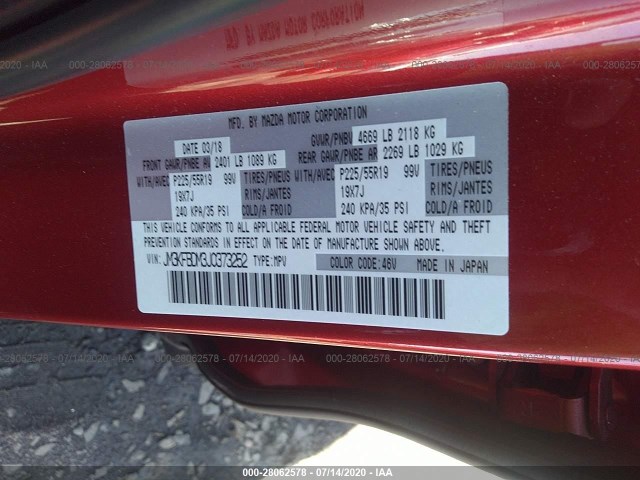 MFD. BY MAZDA MOTOR CORPORATION
DATE 03/18 GVWR/PNBV 4669 LB 2118 KG
FRONT GAWR/PNBE AV 2401 LB 1089 KG REAR GAWR/PNBE AR 2269 LB 1029 KG
WITH/AVEC P225/55R19 99V TIRES/PNEUS WITH/AVEC P225/55R19 99V TIRES/PNEUS
19X7J RIMS/JANTES 19X7J RIMS/JANTES
240 KPA/35 PSI COLD/A FROID 240 KPA/35 PSI COLD/A FROID
THIS VEHICLE CONFORMS TO ALL APPLICABLE FEDERAL MOTOR VEHICLE SAFETY AND THEFT
PREVENTION STANDARDS IN EFFECT ON THE DATE OF MANUFACTURE SHOWN ABOVE.
VIN: JM3KFBDM3J0373252 TYPE: MPV COLOR CODE: 46V MADE IN JAPAN
000-28062578 - 07/14/2020 - IAA